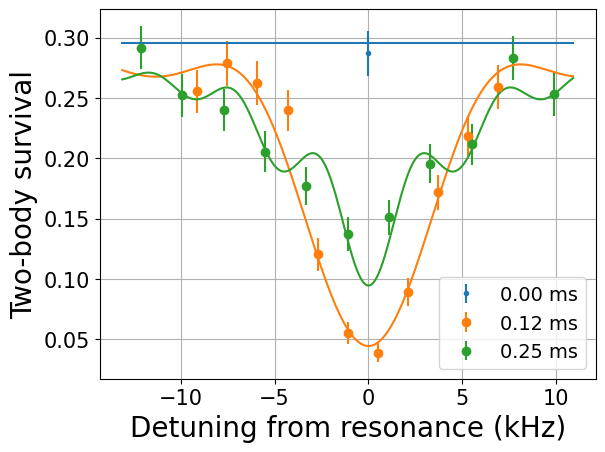 Two-body survival
0.30
0.25
0.20
0.15
0.10
0.05
0.00 ms
0.12 ms
0.25 ms
−10
−5
0
5
10
Detuning from resonance (kHz)